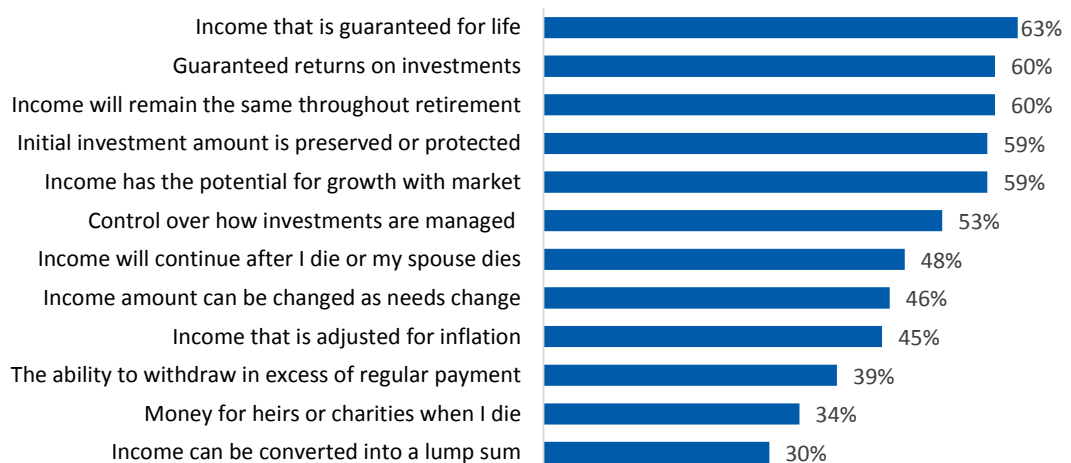 Income that is guaranteed for life 63%
Guaranteed returns on investments 60%
Income will remain the same throughout retirement 60%
Initial investment amount is preserved or protected 59%
Income has the potential for growth with market 59%
Control over how investments are managed 53%
Income will continue after I die or my spouse dies 48%
Income amount can be changed as needs change 46%
Income that is adjusted for inflation 45%
The ability to withdraw in excess of regular payment 39%
Money for heirs or charities when I die 34%
Income can be converted into a lump sum 30%